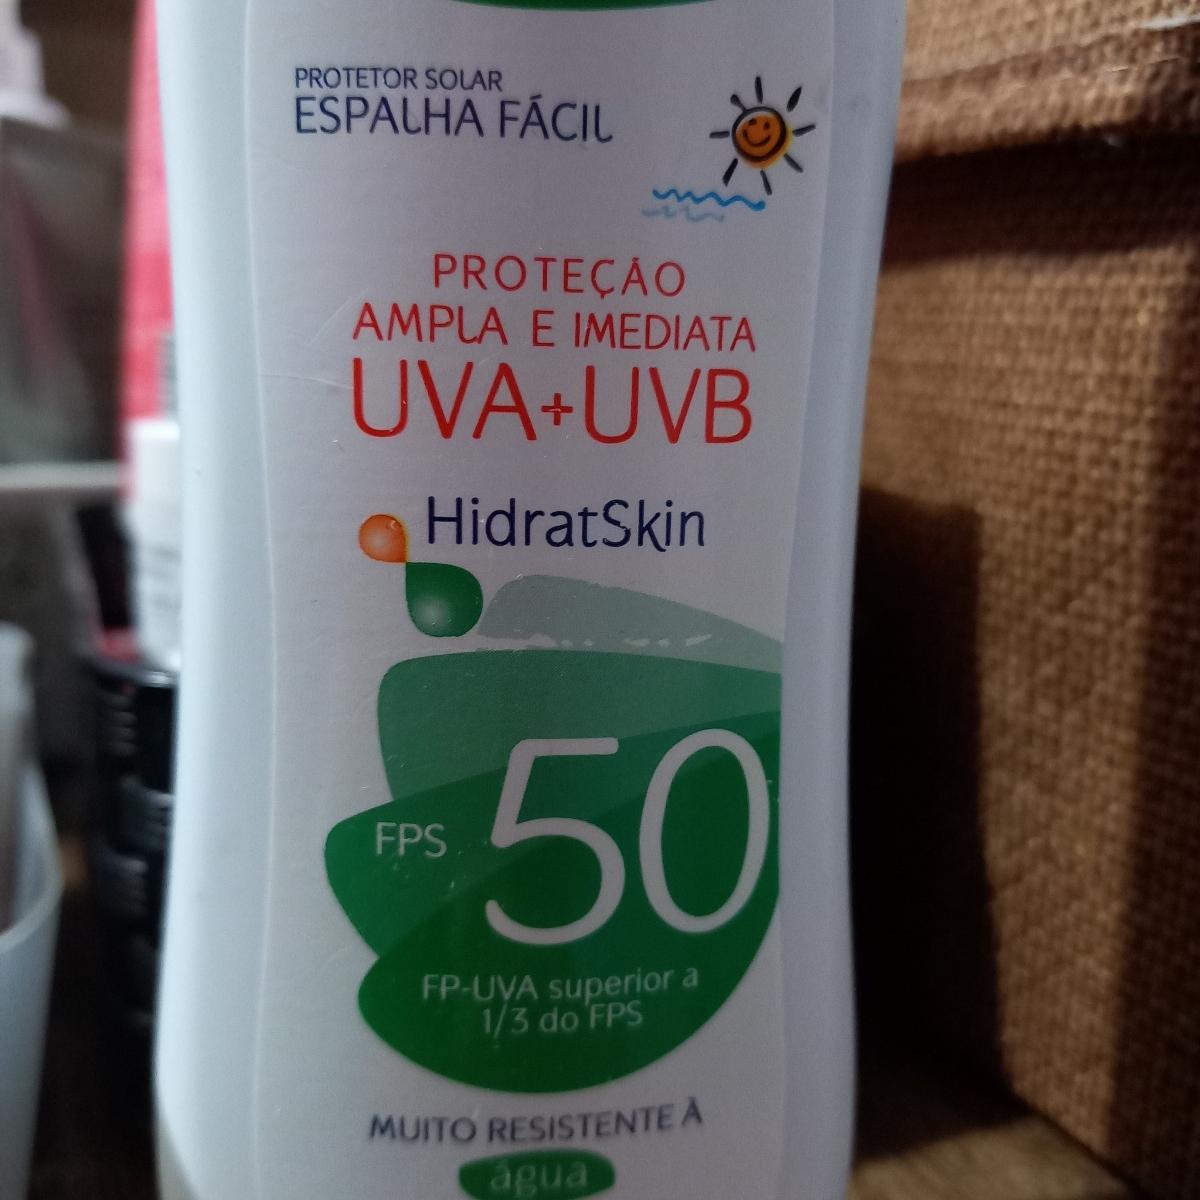 PROTETOR SOLAR
ESPALHA FÁCIL
PROTEÇÃO
AMPLA E IMEDIATA
UVA+UVB
HidratSkin
FPS 50
FP-UVA superior a
1/3 do FPS
MUITO RESISTENTE À
água